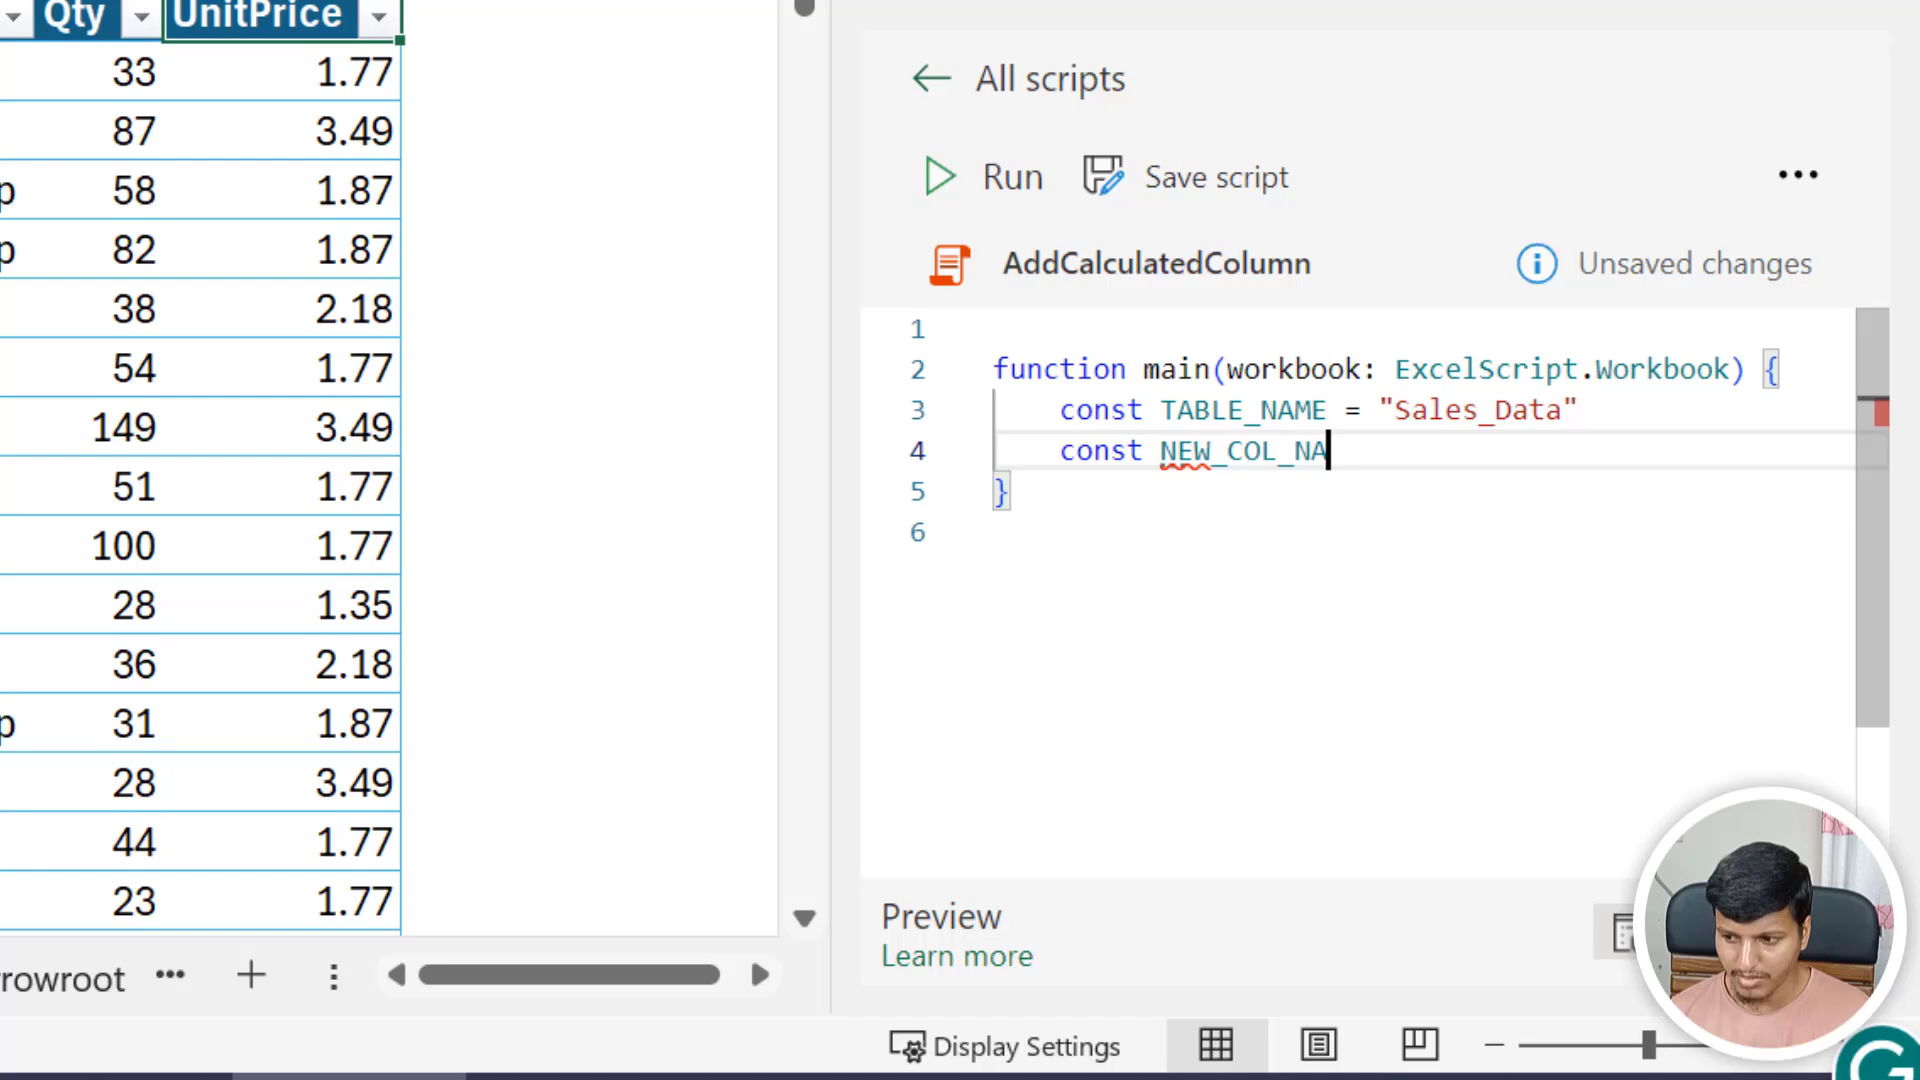 Qty UnitPrice
33 1.77
87 3.49
p 58 1.87
p 82 1.87
38 2.18
54 1.77
149 3.49
51 1.77
100 1.77
28 1.35
36 2.18
p 31 1.87
28 3.49
44 1.77
23 1.77
rowroot
All scripts
Run Save script
AddCalculatedColumn Unsaved changes
1
2 function main(workbook: ExcelScript.Workbook) {
3 const TABLE_NAME = "Sales_Data"
4 const NEW_COL_NA
5 }
6
Preview
Learn more
Display Settings